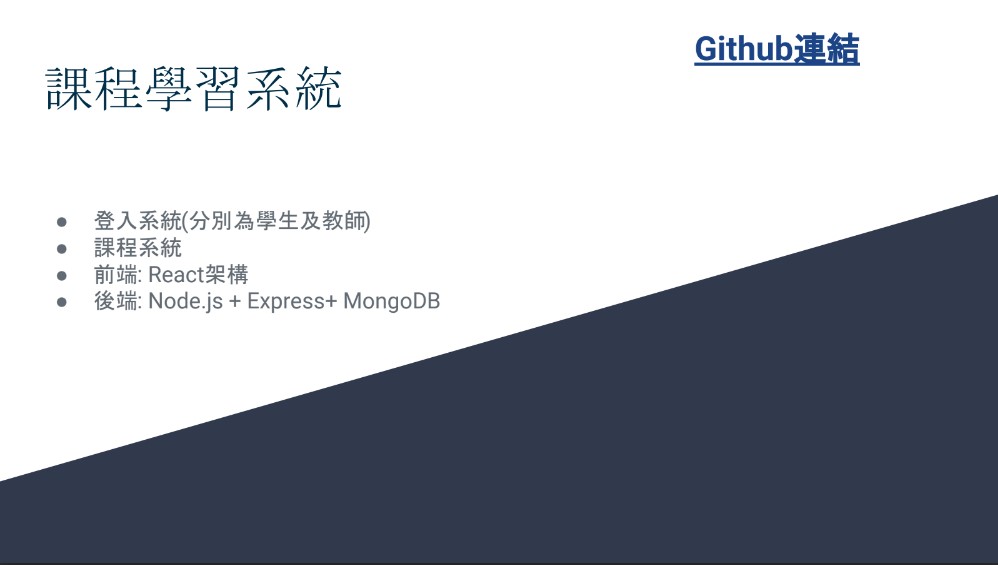 Github連結
課程學習系統
● 登入系統(分別為學生及教師)
● 課程系統
● 前端: React架構
● 後端: Node.js + Express+ MongoDB